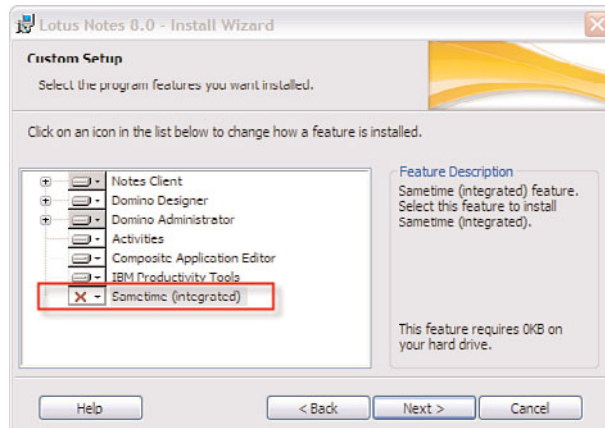 Lotus Notes 8.0 - Install Wizard
Custom Setup
Select the program features you want installed.
Click on an icon in the list below to change how a feature is installed.
Notes Client
Domino Designer
Domino Administrator
Activities
Composite Application Editor
IBM Productivity Tools
Sametime (integrated)
Feature Description
Sametime (integrated) feature.
Select this feature to install
Sametime (integrated).
This feature requires 0KB on
your hard drive.
Help
< Back
Next >
Cancel